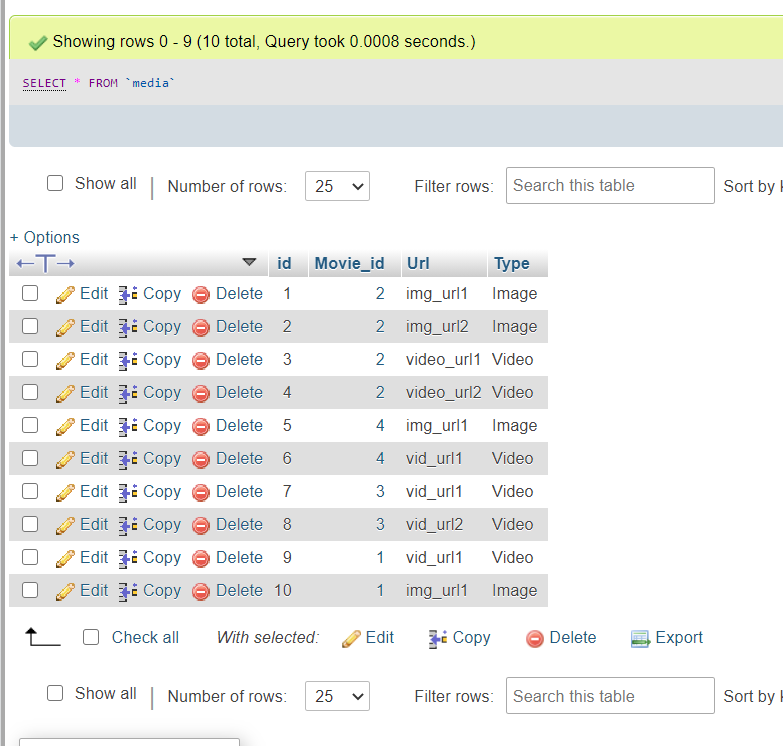 Showing rows 0 - 9 (10 total, Query took 0.0008 seconds.)
SELECT * FROM `media`
Show all | Number of rows: 25 Filter rows: Search this table Sort by
+ Options
←T→ id Movie_id Url Type
Edit Copy Delete 1 2 img_url1 Image
Edit Copy Delete 2 2 img_url2 Image
Edit Copy Delete 3 2 video_url1 Video
Edit Copy Delete 4 2 video_url2 Video
Edit Copy Delete 5 4 img_url1 Image
Edit Copy Delete 6 4 vid_url1 Video
Edit Copy Delete 7 3 vid_url1 Video
Edit Copy Delete 8 3 vid_url2 Video
Edit Copy Delete 9 1 vid_url1 Video
Edit Copy Delete 10 1 img_url1 Image
Check all With selected: Edit Copy Delete Export
Show all | Number of rows: 25 Filter rows: Search this table Sort by